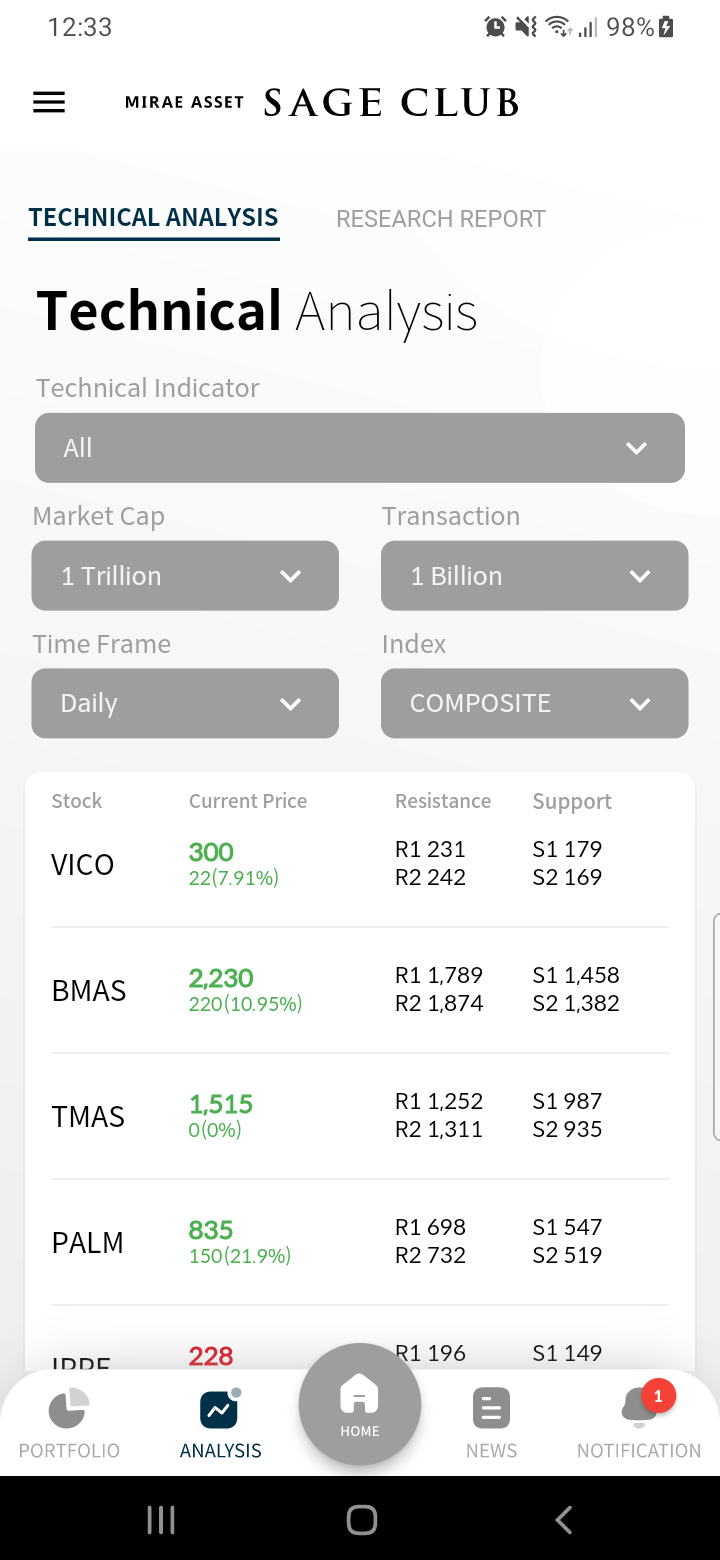 12:33 98%
MIRAE ASSET SAGE CLUB
TECHNICAL ANALYSIS RESEARCH REPORT
Technical Analysis
Technical Indicator
All
Market Cap Transaction
1 Trillion 1 Billion
Time Frame Index
Daily COMPOSITE
Stock Current Price Resistance Support
VICO 300 R1 231 S1 179
22(7.91%) R2 242 S2 169
BMAS 2,230 R1 1,789 S1 1,458
220(10.95%) R2 1,874 S2 1,382
TMAS 1,515 R1 1,252 S1 987
0(0%) R2 1,311 S2 935
PALM 835 R1 698 S1 547
150(21.9%) R2 732 S2 519
228 R1 196 S1 149
1
PORTFOLIO ANALYSIS HOME NEWS NOTIFICATION